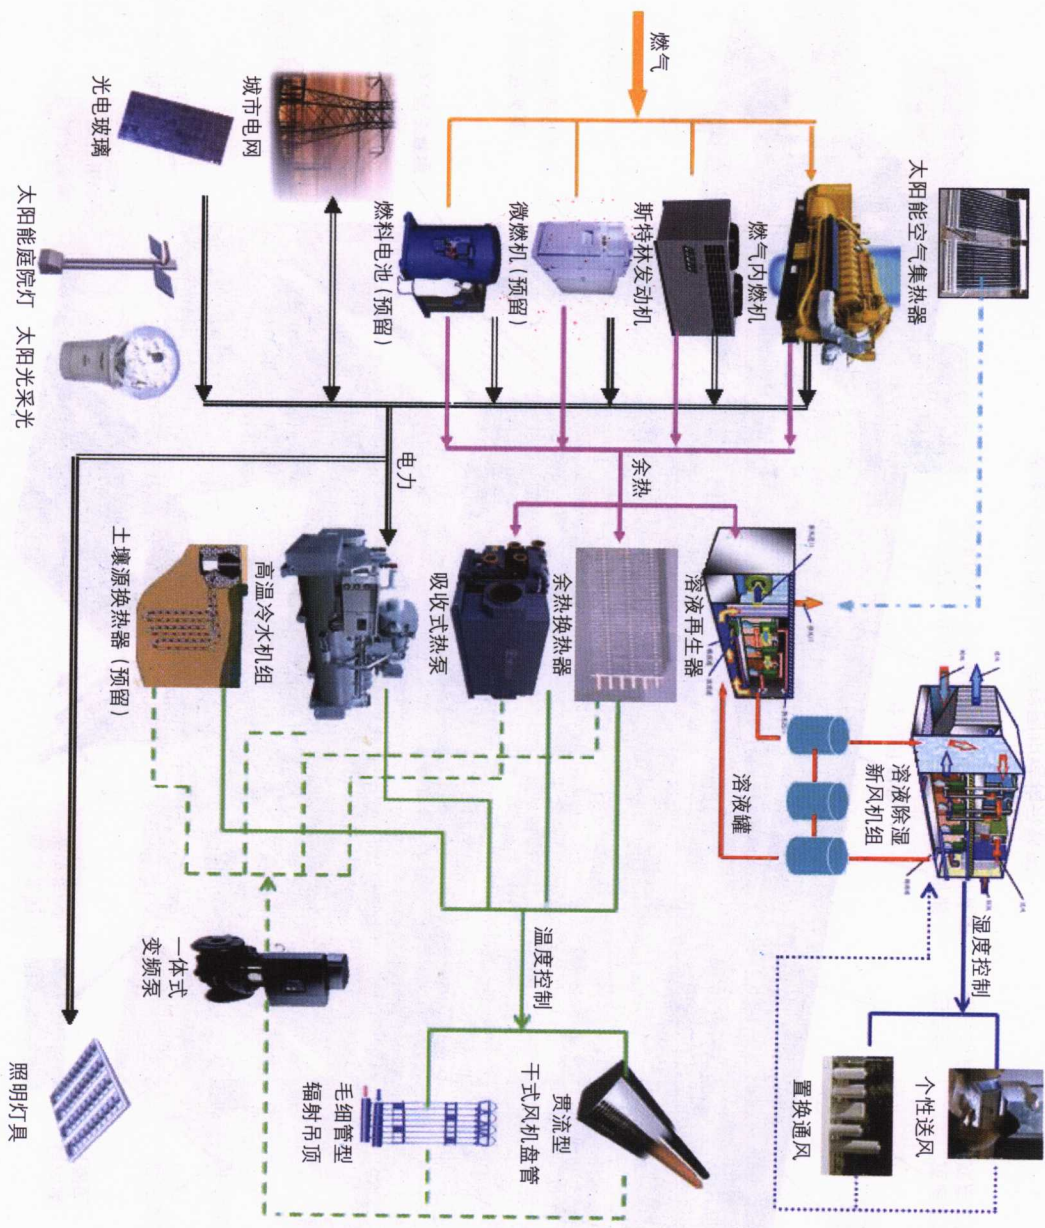 太阳能空气集热器
燃气内燃机
斯特林发动机
微燃机(预留)
燃料电池(预留)
燃气
城市电网
光电玻璃
太阳能庭院灯
太阳光采光
余热
电力
溶液再生器
余热换热器
吸收式热泵
高温冷水机组
土壤源换热器(预留)
溶液除湿
新风机组
溶液罐
湿度控制
温度控制
一体式
变频泵
个性送风
置换通风
贯流型
干式风机盘管
毛细管型
辐射吊顶
照明灯具